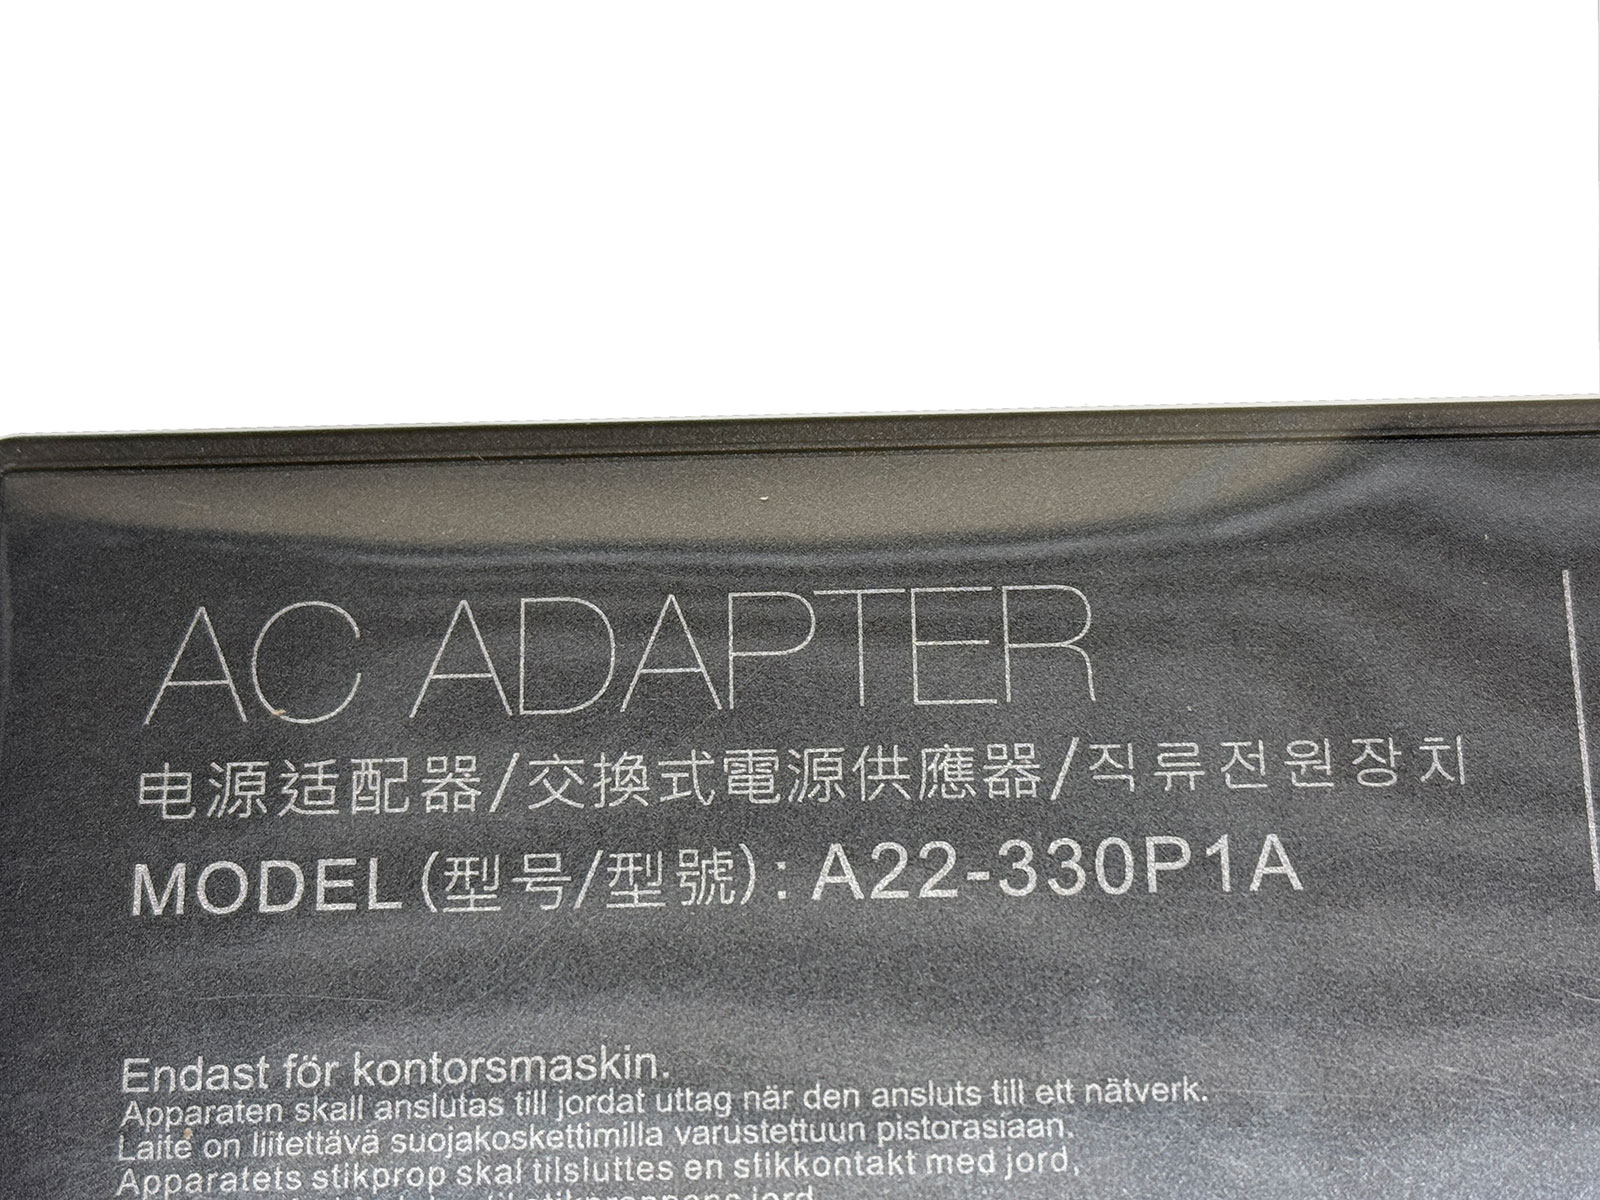 AC ADAPTER
电源适配器/交換式電源供應器/직류전원장치
MODEL(型号/型號): A22-330P1A
Endast för kontorsmaskin.
Apparaten skall anslutas till jordat uttag när den ansluts till ett nätverk.
Laite on liitettävä suojakoskettimilla varustettuun pistorasiaan.
Apparatets stikprop skal tilsluttes en stikkontakt med jord,
stikproppens jord